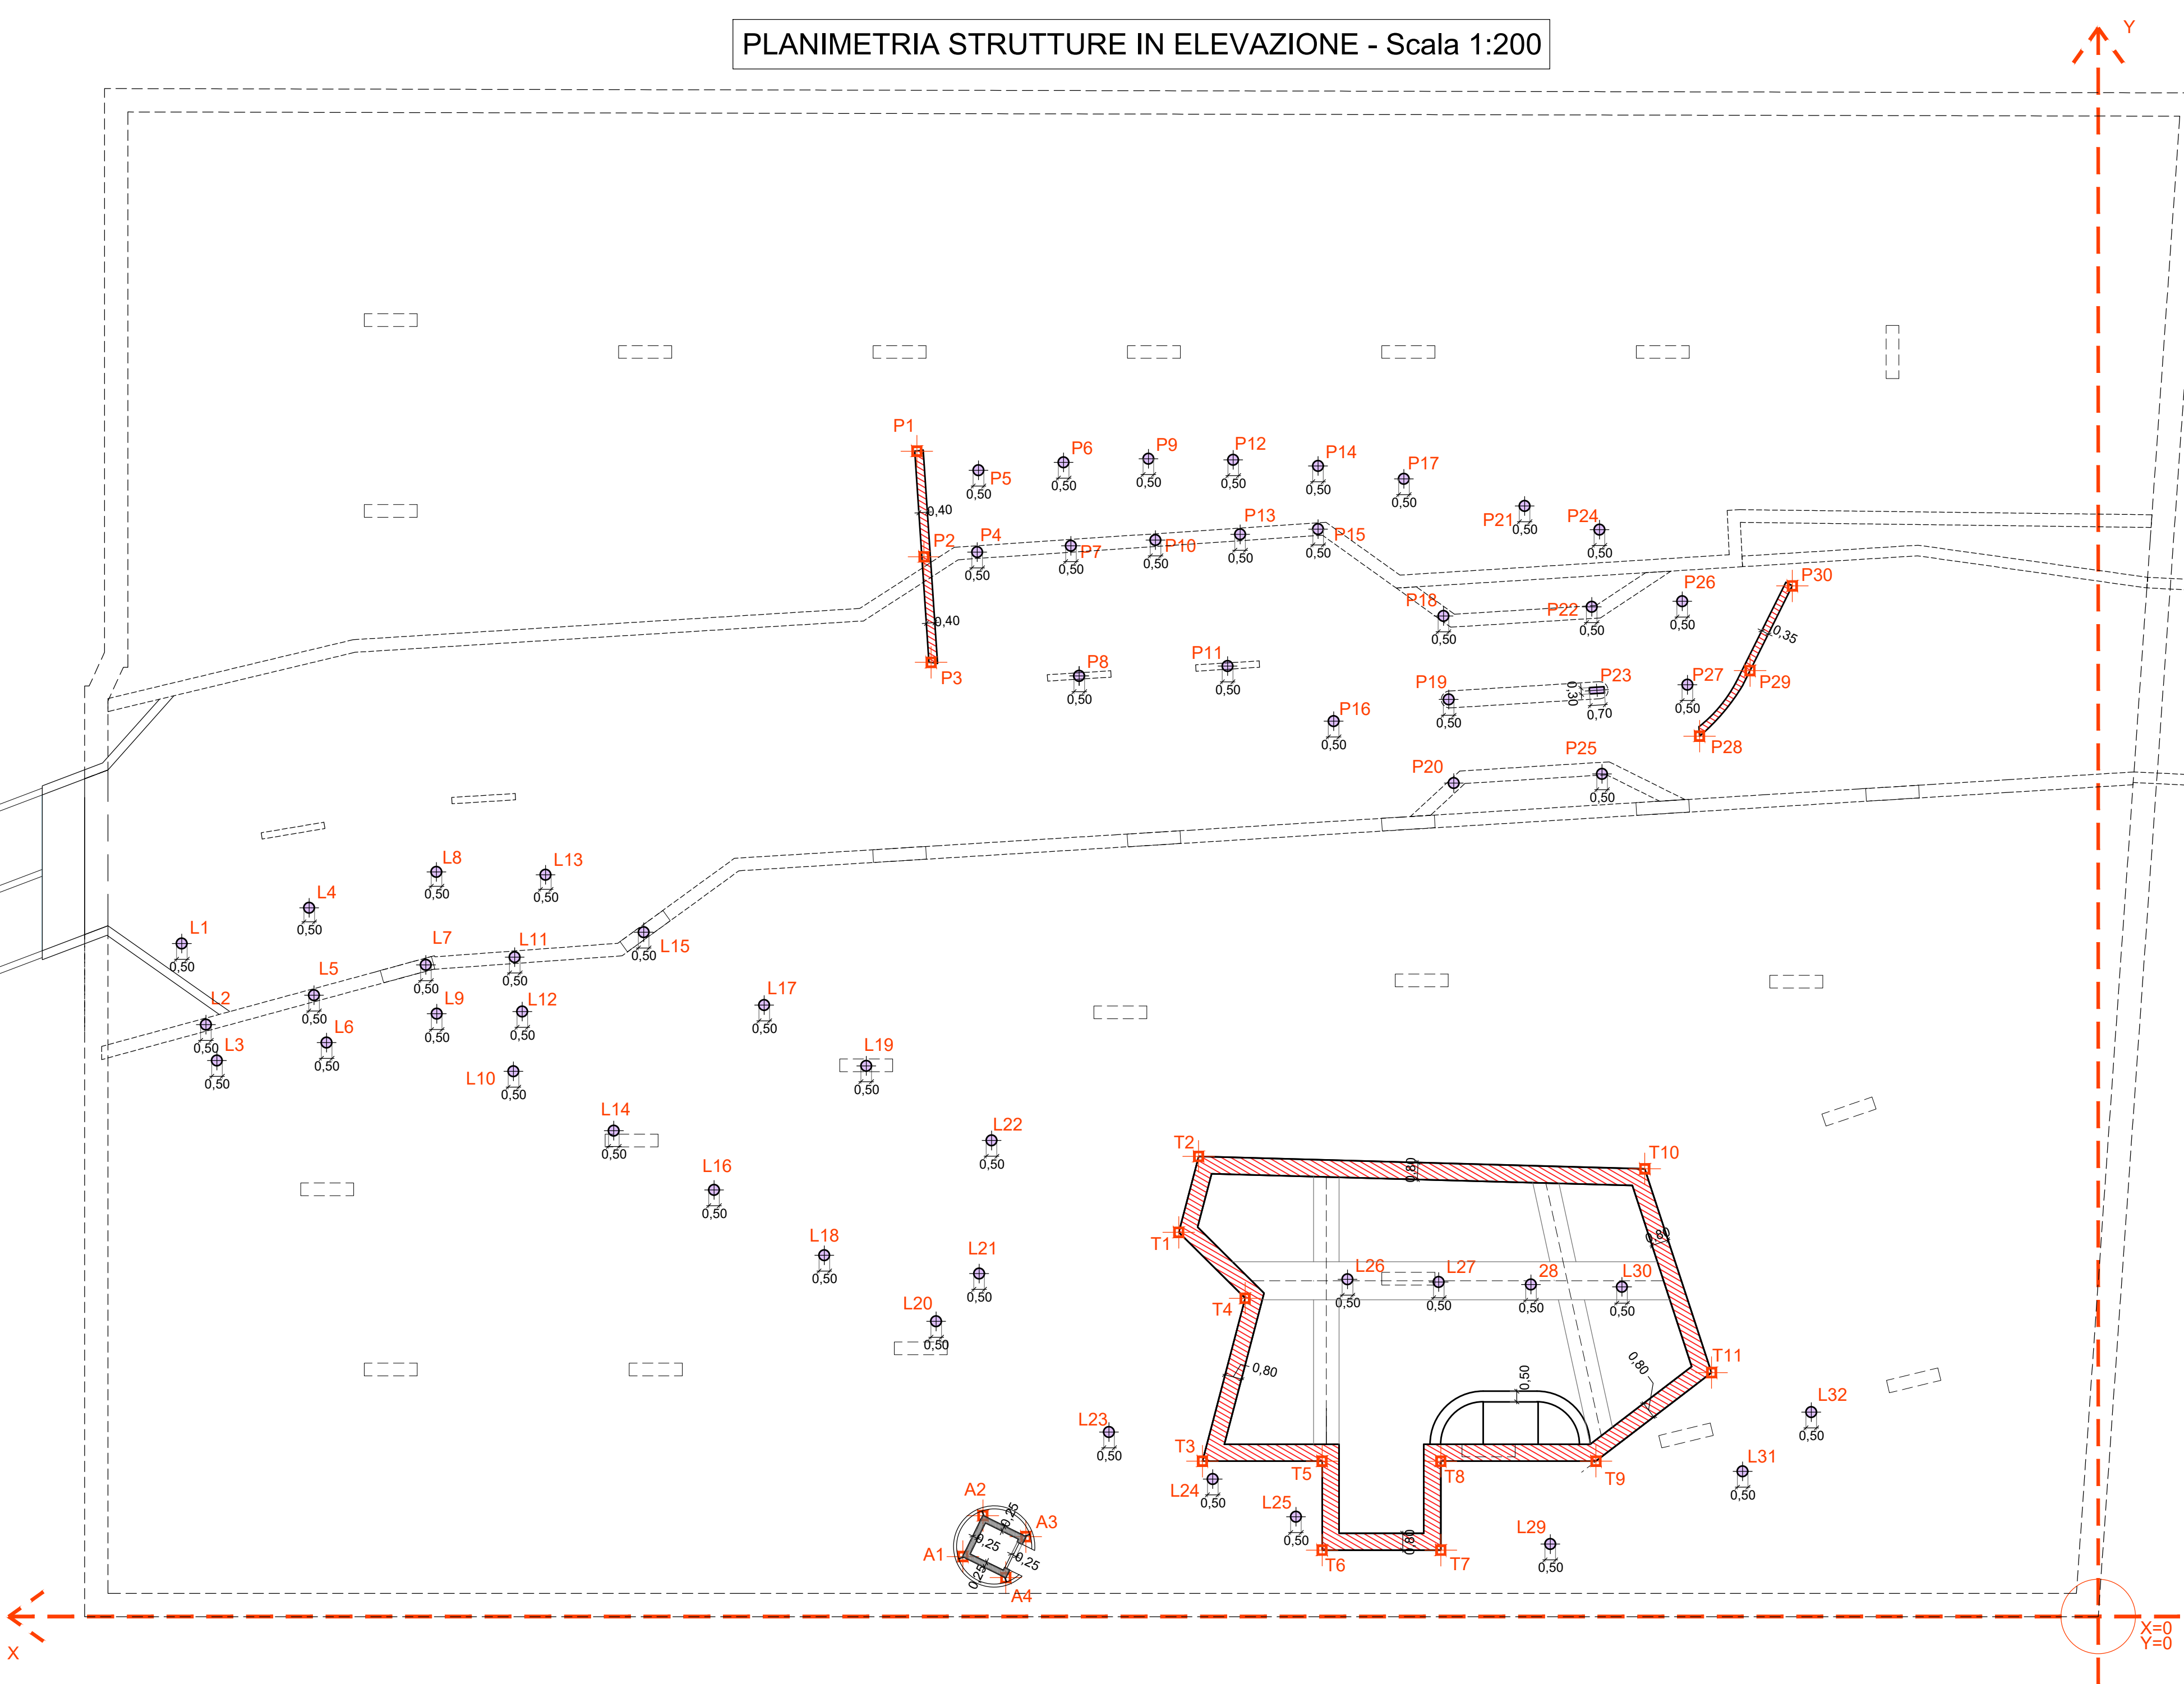 PLANIMETRIA STRUTTURE IN ELEVAZIONE - Scala 1:200
Y
P1
P5
0,50
P6
0,50
P9
0,50
P12
0,50
P14
0,50
P17
0,50
P21
0,50
P24
0,50
0,40
P2
P4
0,50
P7
0,50
P10
0,50
P13
0,50
P15
0,50
0,40
P3
P8
0,50
P11
0,50
P16
0,50
P18
0,50
P22
0,50
P26
0,50
P30
0,35
P19
0,50
0,30
P23
0,70
P27
0,50
P29
P28
P20
P25
0,50
L1
0,50
L4
0,50
L8
0,50
L13
0,50
L2
0,50
L5
0,50
L7
0,50
L11
0,50
L15
0,50
L3
0,50
L6
0,50
L9
0,50
L12
0,50
L17
0,50
L10
0,50
L19
0,50
L14
0,50
L22
0,50
L16
0,50
L18
0,50
L21
0,50
L20
0,50
T2
0,80
T10
T1
0,80
T4
L26
0,50
L27
0,50
28
0,50
L30
0,50
0,80
0,80
T11
0,50
L23
0,50
T3
L24
0,50
T5
L25
0,50
T8
T9
L32
0,50
L31
0,50
L29
0,50
T6
0,80
T7
A2
0,25
A3
0,25
A1
0,25
0,25
A4
X
X=0
Y=0